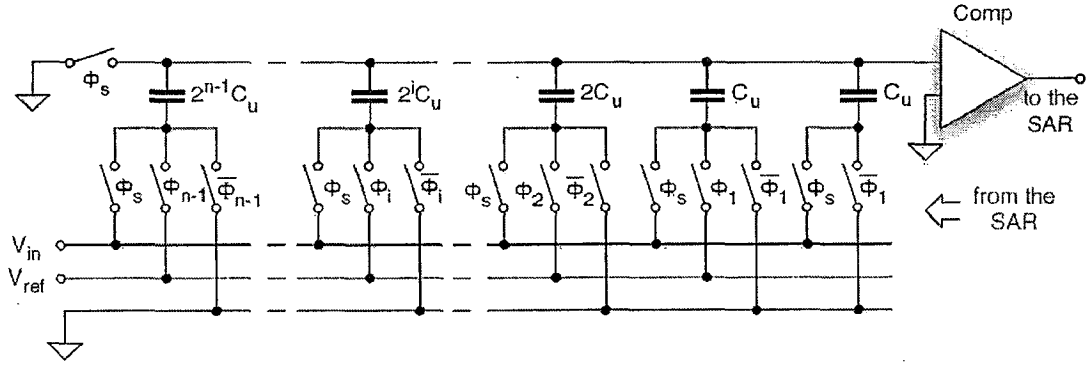 Comp
Φs
2ⁿ⁻¹Cu
2ⁱCu
2Cu
Cu
Cu
to the
SAR
Φs Φn-1 Φ̅n-1
Φs Φi Φ̅i
Φs Φ2 Φ̅2
Φs Φ1 Φ̅1
Φs Φ̅1
from the
SAR
Vin
Vref